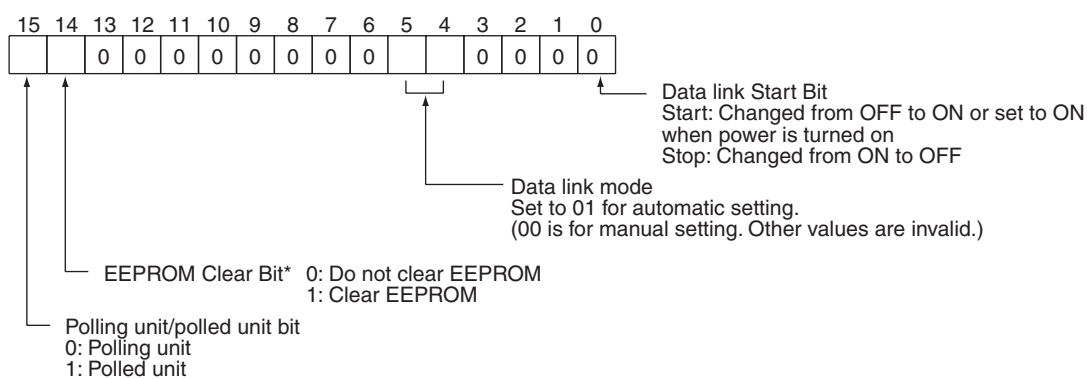 15 14 13 12 11 10 9 8 7 6 5 4 3 2 1 0
0 0 0 0 0 0 0 0 0 0 0 0
Data link Start Bit
Start: Changed from OFF to ON or set to ON
when power is turned on
Stop: Changed from ON to OFF
Data link mode
Set to 01 for automatic setting.
(00 is for manual setting. Other values are invalid.)
EEPROM Clear Bit* 0: Do not clear EEPROM
1: Clear EEPROM
Polling unit/polled unit bit
0: Polling unit
1: Polled unit